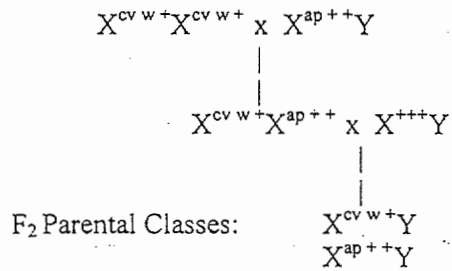 X^cv w + X^cv w + x X^ap + + Y
X^cv w + X^ap + + x X^+++ Y
F₂ Parental Classes: X^cv w + Y
X^ap + + Y